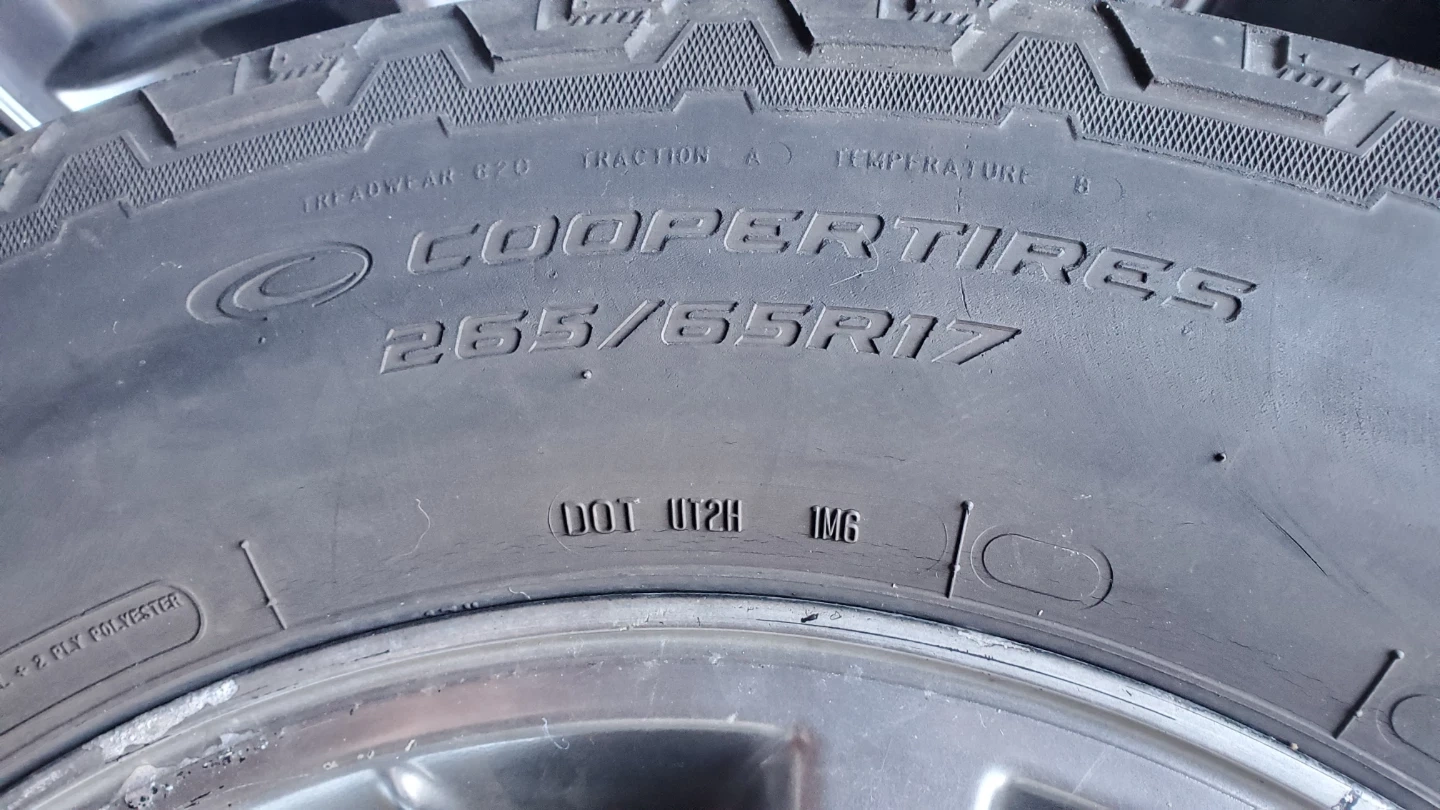 TREADWEAR 620 TRACTION A TEMPERATURE B
COOPERTIRES
265/65R17
DOT UT2H 1M6
+ 2 PLY POLYESTER